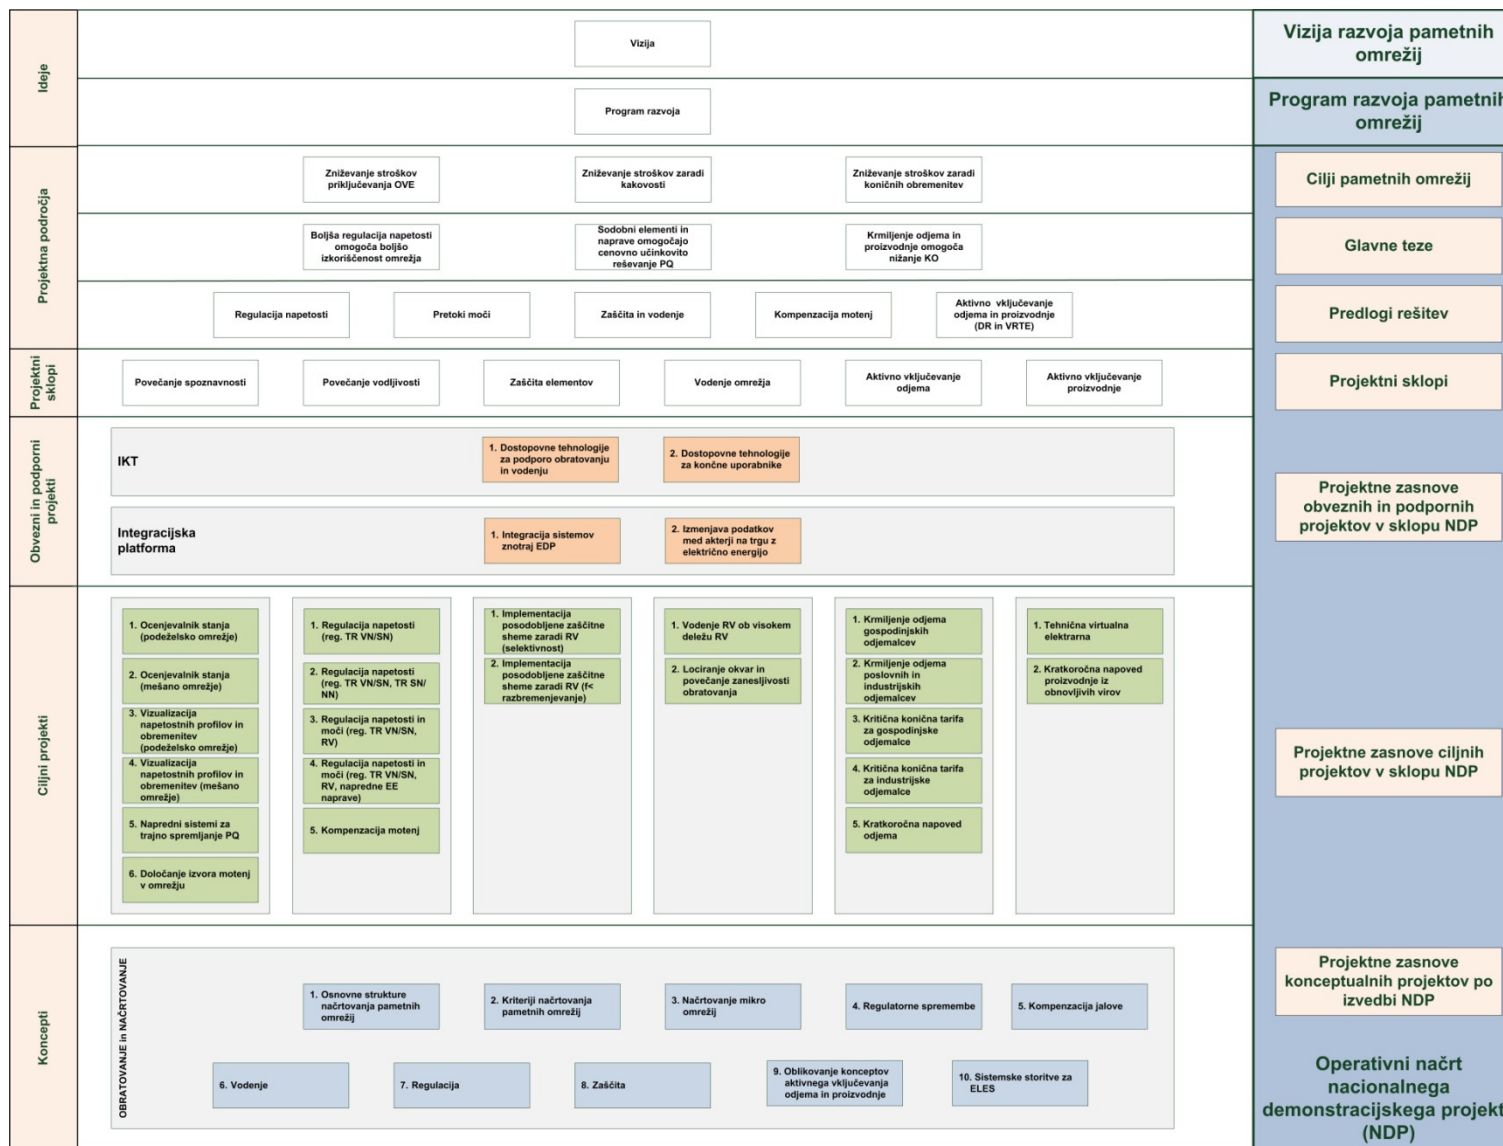 Ideje
Vizija
Program razvoja
Vizija razvoja pametnih
omrežij
Program razvoja pametnih
omrežij
Projektna področja
Zniževanje stroškov
priključevanja OVE
Zniževanje stroškov zaradi
kakovosti
Zniževanje stroškov zaradi
koničnih obremenitev
Cilji pametnih omrežij
Boljša regulacija napetosti
omogoča boljšo
izkoriščenost omrežja
Sodobni elementi in
naprave omogočajo
cenovno učinkovito
reševanje PQ
Krmiljenje odjema in
proizvodnje omogoča
nižanje KO
Glavne teze
Regulacija napetosti
Pretoki moči
Zaščita in vodenje
Kompenzacija motenj
Aktivno vključevanje
odjema in proizvodnje
(DR in VRTE)
Predlogi rešitev
Projektni
sklopi
Povečanje spoznavnosti
Povečanje vodljivosti
Zaščita elementov
Vodenje omrežja
Aktivno vključevanje
odjema
Aktivno vključevanje
proizvodnje
Projektni sklopi
Obvezni in podporni
projekti
IKT
1. Dostopovne tehnologije
za podporo obratovanju
in vodenju
2. Dostopovne tehnologije
za končne uporabnike
Integracijska
platforma
1. Integracija sistemov
znotraj EDP
2. Izmenjava podatkov
med akterji na trgu z
električno energijo
Projektne zasnove
obveznih in podpornih
projektov v sklopu NDP
Ciljni projekti
1. Ocenjevalnik stanja
(podeželsko omrežje)
2. Ocenjevalnik stanja
(mešano omrežje)
3. Vizualizacija
napetostnih profilov in
obremenitev
(podeželsko omrežje)
4. Vizualizacija
napetostnih profilov in
obremenitev (mešano
omrežje)
5. Napredni sistemi za
trajno spremljanje PQ
6. Določanje izvora motenj
v omrežju
1. Regulacija napetosti
(reg. TR VN/SN)
2. Regulacija napetosti
(reg. TR VN/SN, TR SN/
NN)
3. Regulacija napetosti in
moči (reg. TR VN/SN,
RV)
4. Regulacija napetosti in
moči (reg. TR VN/SN,
RV, napredne EE
naprave)
5. Kompenzacija motenj
1. Implementacija
posodobljene zaščitne
sheme zaradi RV
(selektivnost)
2. Implementacija
posodobljene zaščitne
sheme zaradi RV (f<
razbremenjevanje)
1. Vodenje RV ob visokem
deležu RV
2. Lociranje okvar in
povečanje zanesljivosti
obratovanja
1. Krmiljenje odjema
gospodinjskih
odjemalcev
2. Krmiljenje odjema
poslovnih in
industrijskih
odjemalcev
3. Kritična konična tarifa
za gospodinjske
odjemalce
4. Kritična konična tarifa
za industrijske
odjemalce
5. Kratkoročna napoved
odjema
1. Tehnična virtualna
elektrarna
2. Kratkoročna napoved
proizvodnje iz
obnovljivih virov
Projektne zasnove ciljnih
projektov v sklopu NDP
Koncepti
OBRATOVANJE in NAČRTOVANJE
1. Osnovne strukture
načrtovanja pametnih
omrežij
2. Kriteriji načrtovanja
pametnih omrežij
3. Načrtovanje mikro
omrežij
4. Regulatorne spremembe
5. Kompenzacija jalove
6. Vodenje
7. Regulacija
8. Zaščita
9. Oblikovanje konceptov
aktivnega vključevanja
odjema in proizvodnje
10. Sistemske storitve za
ELES
Projektne zasnove
konceptualnih projektov po
izvedbi NDP
Operativni načrt
nacionalnega
demonstracijskega projekt
(NDP)